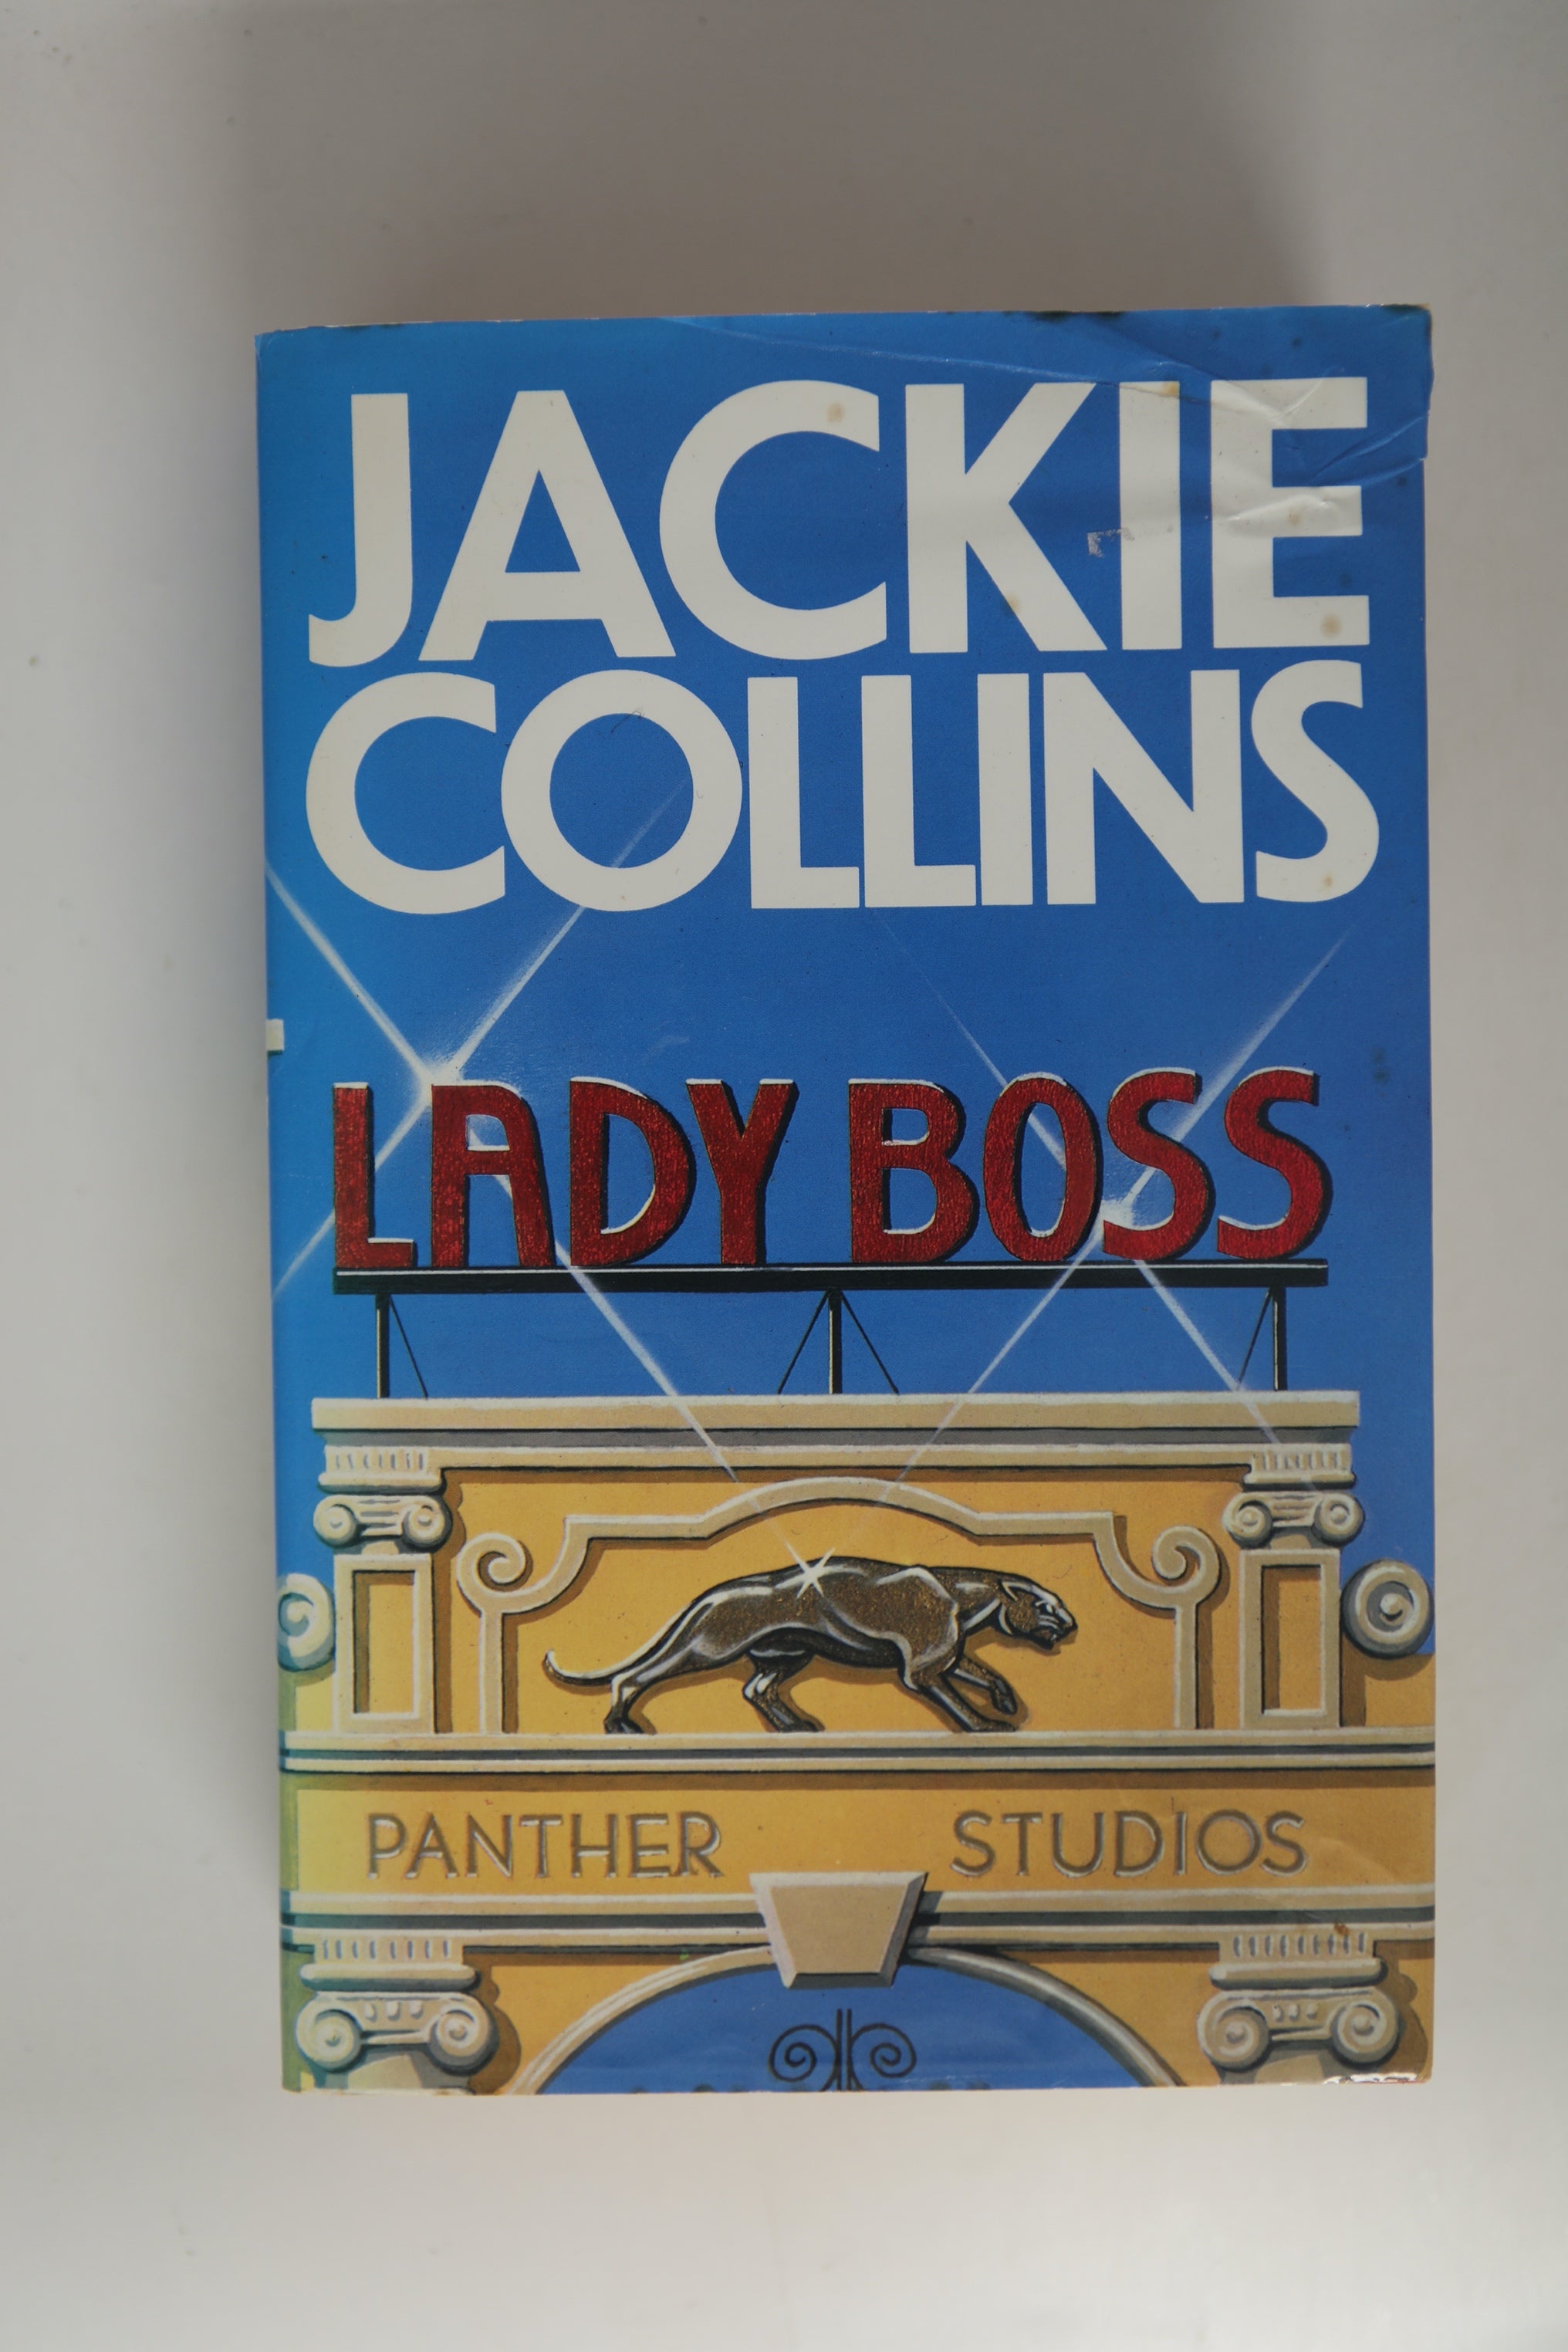 JACKIE
COLLINS
LADY BOSS
PANTHER STUDIOS